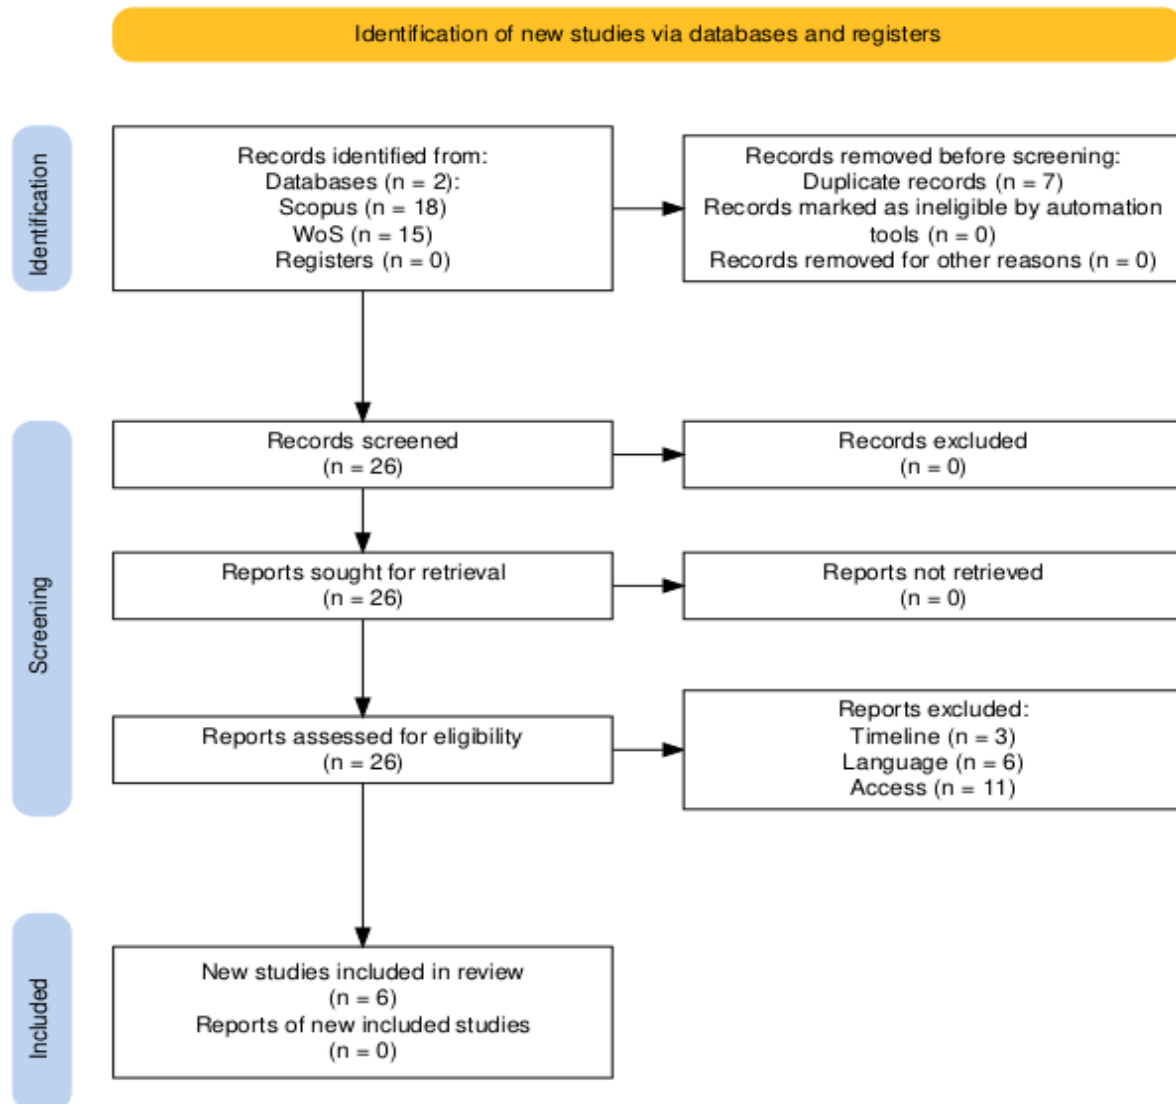 Identification of new studies via databases and registers
Identification
Records identified from:
Databases (n = 2):
Scopus (n = 18)
WoS (n = 15)
Registers (n = 0)
Records removed before screening:
Duplicate records (n = 7)
Records marked as ineligible by automation
tools (n = 0)
Records removed for other reasons (n = 0)
Screening
Records screened
(n = 26)
Records excluded
(n = 0)
Reports sought for retrieval
(n = 26)
Reports not retrieved
(n = 0)
Reports assessed for eligibility
(n = 26)
Reports excluded:
Timeline (n = 3)
Language (n = 6)
Access (n = 11)
Included
New studies included in review
(n = 6)
Reports of new included studies
(n = 0)